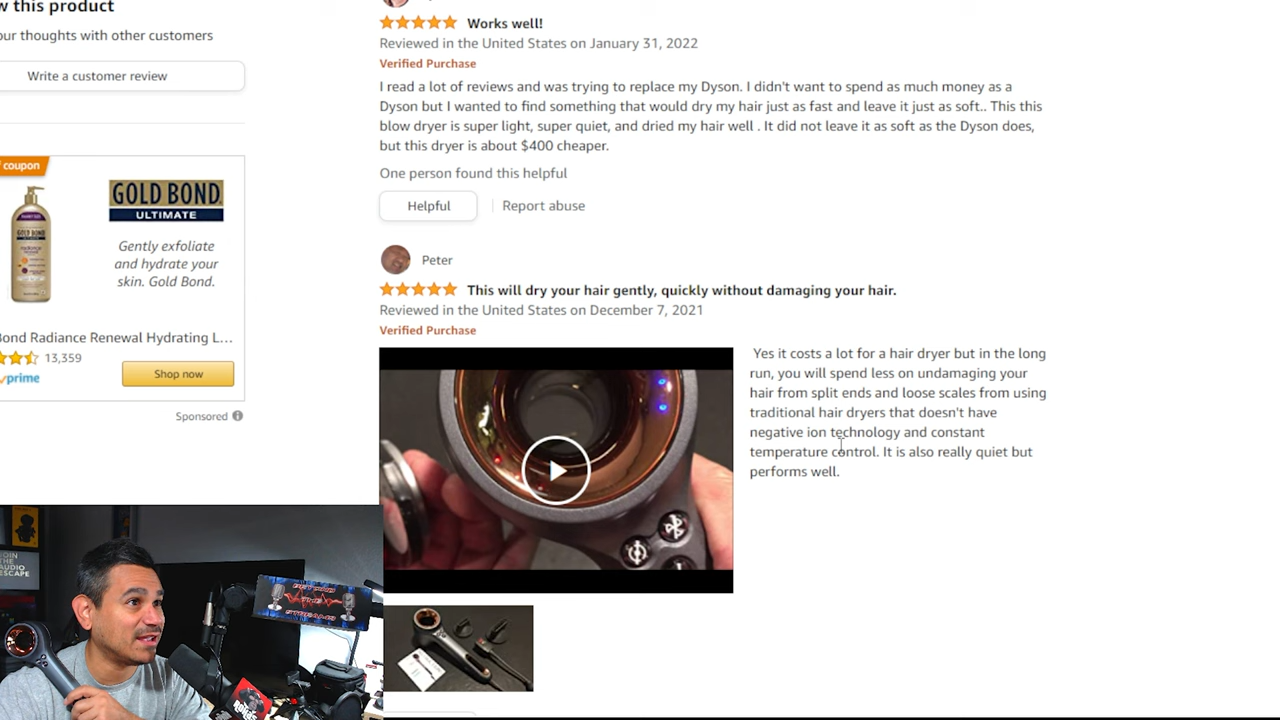 w this product
our thoughts with other customers
Write a customer review
coupon
GOLD BOND
ULTIMATE
Gently exfoliate
and hydrate your
skin. Gold Bond.
Bond Radiance Renewal Hydrating L...
13,359
prime
Shop now
Sponsored
Works well!
Reviewed in the United States on January 31, 2022
Verified Purchase
I read a lot of reviews and was trying to replace my Dyson. I didn't want to spend as much money as a
Dyson but I wanted to find something that would dry my hair just as fast and leave it just as soft.. This this
blow dryer is super light, super quiet, and dried my hair well . It did not leave it as soft as the Dyson does,
but this dryer is about $400 cheaper.
One person found this helpful
Helpful
Report abuse
Peter
This will dry your hair gently, quickly without damaging your hair.
Reviewed in the United States on December 7, 2021
Verified Purchase
Yes it costs a lot for a hair dryer but in the long
run, you will spend less on undamaging your
hair from split ends and loose scales from using
traditional hair dryers that doesn't have
negative ion technology and constant
temperature control. It is also really quiet but
performs well.
JOIN
THE
AUDIO
ESCAPE